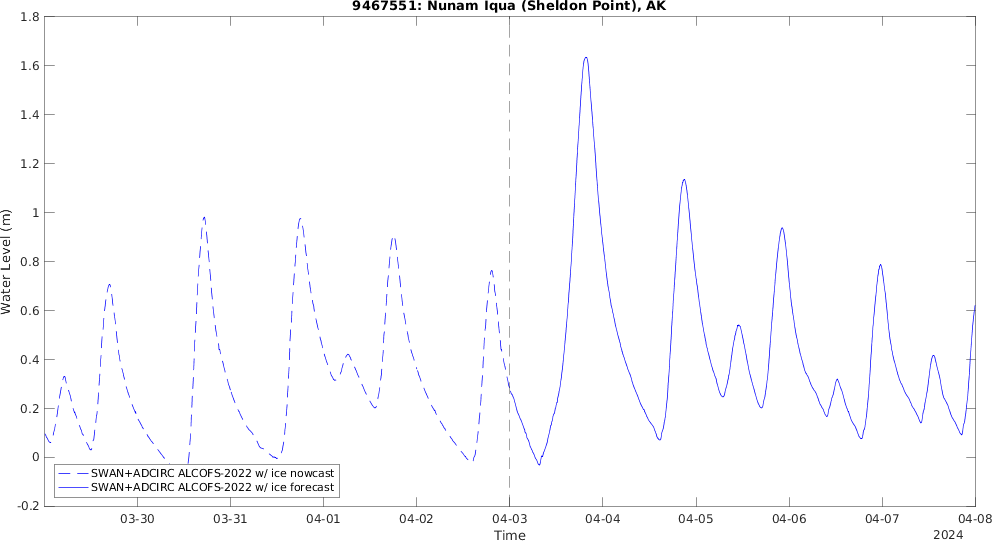 9467551: Nunam Iqua (Sheldon Point), AK
1.8
1.6
1.4
1.2
1
0.8
0.6
0.4
0.2
0
-0.2
Water Level (m)
SWAN+ADCIRC ALCOFS-2022 w/ ice nowcast
SWAN+ADCIRC ALCOFS-2022 w/ ice forecast
03-30 03-31 04-01 04-02 04-03 04-04 04-05 04-06 04-07 04-08
Time
2024